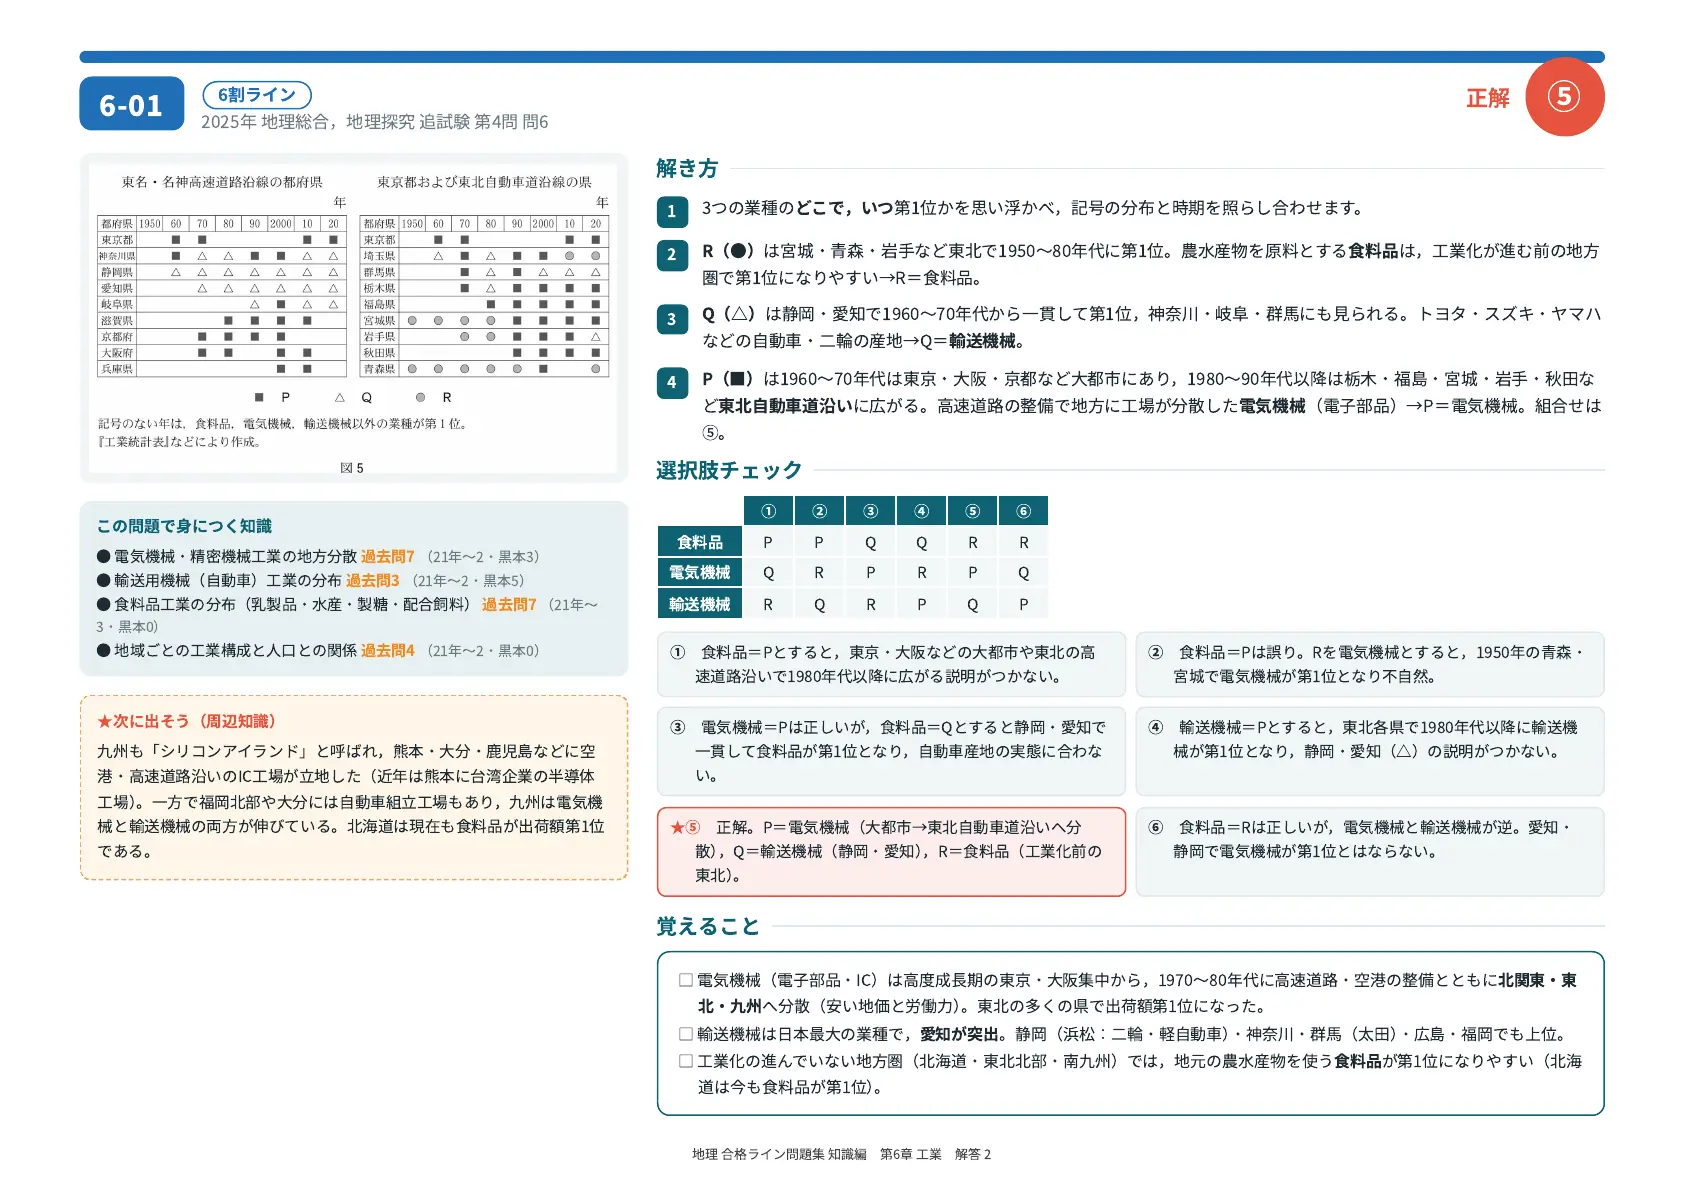 6-01
6割ライン
2025年 地理総合，地理探究 追試験 第4問 問6
正解 ⑤
東名・名神高速道路沿線の都府県
年
都府県 1950 60 70 80 90 2000 10 20
東京都 ■ ■ ■ ■
神奈川県 ■ △ △ ■ ■ △ △
静岡県 △ △ △ △ △ △ △
愛知県 △ △ △ △ △ △
岐阜県 △ ■ △ △
滋賀県 ■ ■ ■ ■
京都府 ■ ■ ■ ■
大阪府 ■ ■ ■ ■
兵庫県 ■ ■
東京都および東北自動車道沿線の県
年
都府県 1950 60 70 80 90 2000 10 20
東京都 ■ ■ ■ ■
埼玉県 △ ■ △ ■ ■ ● ●
群馬県 ■ △ ■ △ △ △
栃木県 ■ △ ■ ■ ■ ■
福島県 ■ ■ ■ ■ ■
宮城県 ● ● ● ● ■ ■ ■ ■
岩手県 ● ● ■ ■ ■ △
秋田県 ■ ■ ■ ■
青森県 ● ● ● ● ● ■ ●
■ P △ Q ● R
記号のない年は，食料品，電気機械，輸送機械以外の業種が第1位。
『工業統計表』などにより作成。
図5
この問題で身につく知識
● 電気機械・精密機械工業の地方分散 過去問7 （21年～2・黒本3）
● 輸送用機械（自動車）工業の分布 過去問3 （21年～2・黒本5）
● 食料品工業の分布（乳製品・水産・製糖・配合飼料） 過去問7 （21年～
3・黒本0）
● 地域ごとの工業構成と人口との関係 過去問4 （21年～2・黒本0）
★次に出そう（周辺知識）
九州も「シリコンアイランド」と呼ばれ，熊本・大分・鹿児島などに空
港・高速道路沿いのIC工場が立地した（近年は熊本に台湾企業の半導体
工場）。一方で福岡北部や大分には自動車組立工場もあり，九州は電気機
械と輸送機械の両方が伸びている。北海道は現在も食料品が出荷額第1位
である。
解き方
1 3つの業種のどこで，いつ第1位かを思い浮かべ，記号の分布と時期を照らし合わせます。
2 R（●）は宮城・青森・岩手など東北で1950～80年代に第1位。農水産物を原料とする食料品は，工業化が進む前の地方
圏で第1位になりやすい→R＝食料品。
3 Q（△）は静岡・愛知で1960～70年代から一貫して第1位，神奈川・岐阜・群馬にも見られる。トヨタ・スズキ・ヤマハ
などの自動車・二輪の産地→Q＝輸送機械。
4 P（■）は1960～70年代は東京・大阪・京都など大都市にあり，1980～90年代以降は栃木・福島・宮城・岩手・秋田な
ど東北自動車道沿いに広がる。高速道路の整備で地方に工場が分散した電気機械（電子部品）→P＝電気機械。組合せは
⑤。
選択肢チェック
① ② ③ ④ ⑤ ⑥
食料品 P P Q Q R R
電気機械 Q R P R P Q
輸送機械 R Q R P Q P
① 食料品＝Pとすると，東京・大阪などの大都市や東北の高
速道路沿いで1980年代以降に広がる説明がつかない。
② 食料品＝Pは誤り。Rを電気機械とすると，1950年の青森・
宮城で電気機械が第1位となり不自然。
③ 電気機械＝Pは正しいが，食料品＝Qとすると静岡・愛知で
一貫して食料品が第1位となり，自動車産地の実態に合わな
い。
④ 輸送機械＝Pとすると，東北各県で1980年代以降に輸送機
械が第1位となり，静岡・愛知（△）の説明がつかない。
★⑤ 正解。P＝電気機械（大都市→東北自動車道沿いへ分
散），Q＝輸送機械（静岡・愛知），R＝食料品（工業化前の
東北）。
⑥ 食料品＝Rは正しいが，電気機械と輸送機械が逆。愛知・
静岡で電気機械が第1位とはならない。
覚えること
□ 電気機械（電子部品・IC）は高度成長期の東京・大阪集中から，1970～80年代に高速道路・空港の整備とともに北関東・東
北・九州へ分散（安い地価と労働力）。東北の多くの県で出荷額第1位になった。
□ 輸送機械は日本最大の業種で，愛知が突出。静岡（浜松：二輪・軽自動車）・神奈川・群馬（太田）・広島・福岡でも上位。
□ 工業化の進んでいない地方圏（北海道・東北北部・南九州）では，地元の農水産物を使う食料品が第1位になりやすい（北海
道は今も食料品が第1位）。
地理 合格ライン問題集 知識編 第6章 工業 解答 2